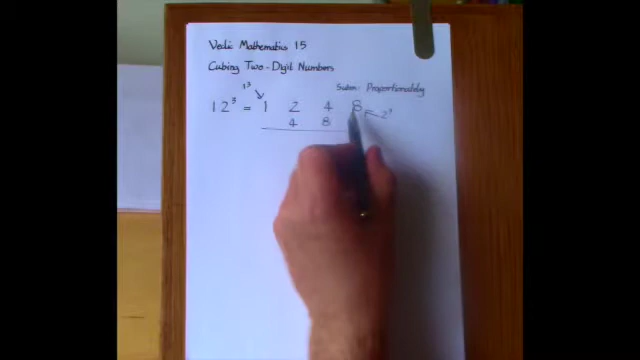 Vedic Mathematics 15
Cubing Two-Digit Numbers
Sutra: Proportionately
1³
12³ = 1 2 4 8
2³
4 8